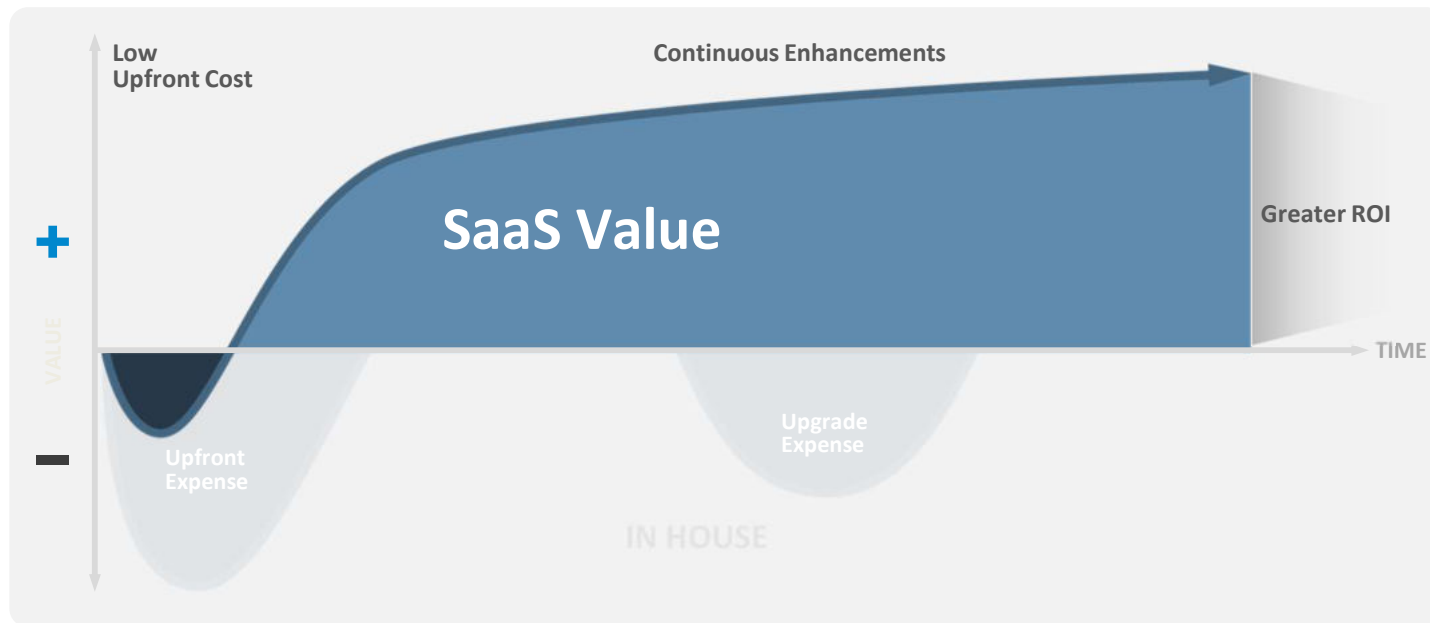 Low
Upfront Cost
Continuous Enhancements
SaaS Value
Greater ROI
VALUE
TIME
Upfront
Expense
Upgrade
Expense
IN HOUSE